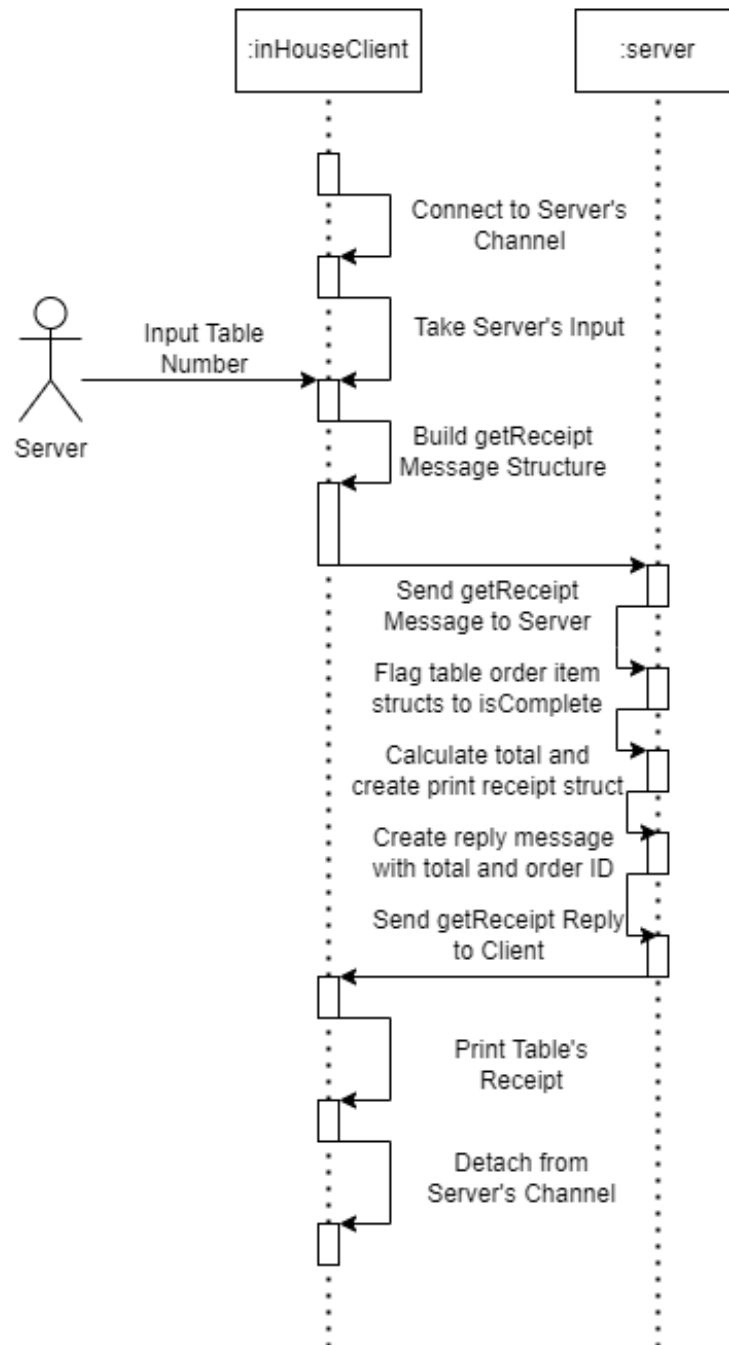 :inHouseClient
:server
Connect to Server's
Channel
Take Server's Input
Input Table
Number
Server
Build getReceipt
Message Structure
Send getReceipt
Message to Server
Flag table order item
structs to isComplete
Calculate total and
create print receipt struct
Create reply message
with total and order ID
Send getReceipt Reply
to Client
Print Table's
Receipt
Detach from
Server's Channel